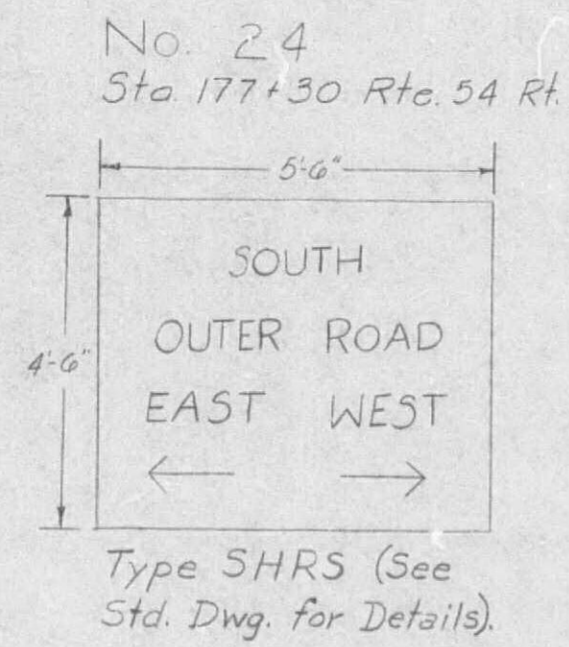 No. 24
Sta. 177+30 Rte. 54 Rt.
5'-6"
SOUTH
OUTER ROAD
4'-6"
EAST WEST
Type SHRS (See
Std. Dwg. for Details).